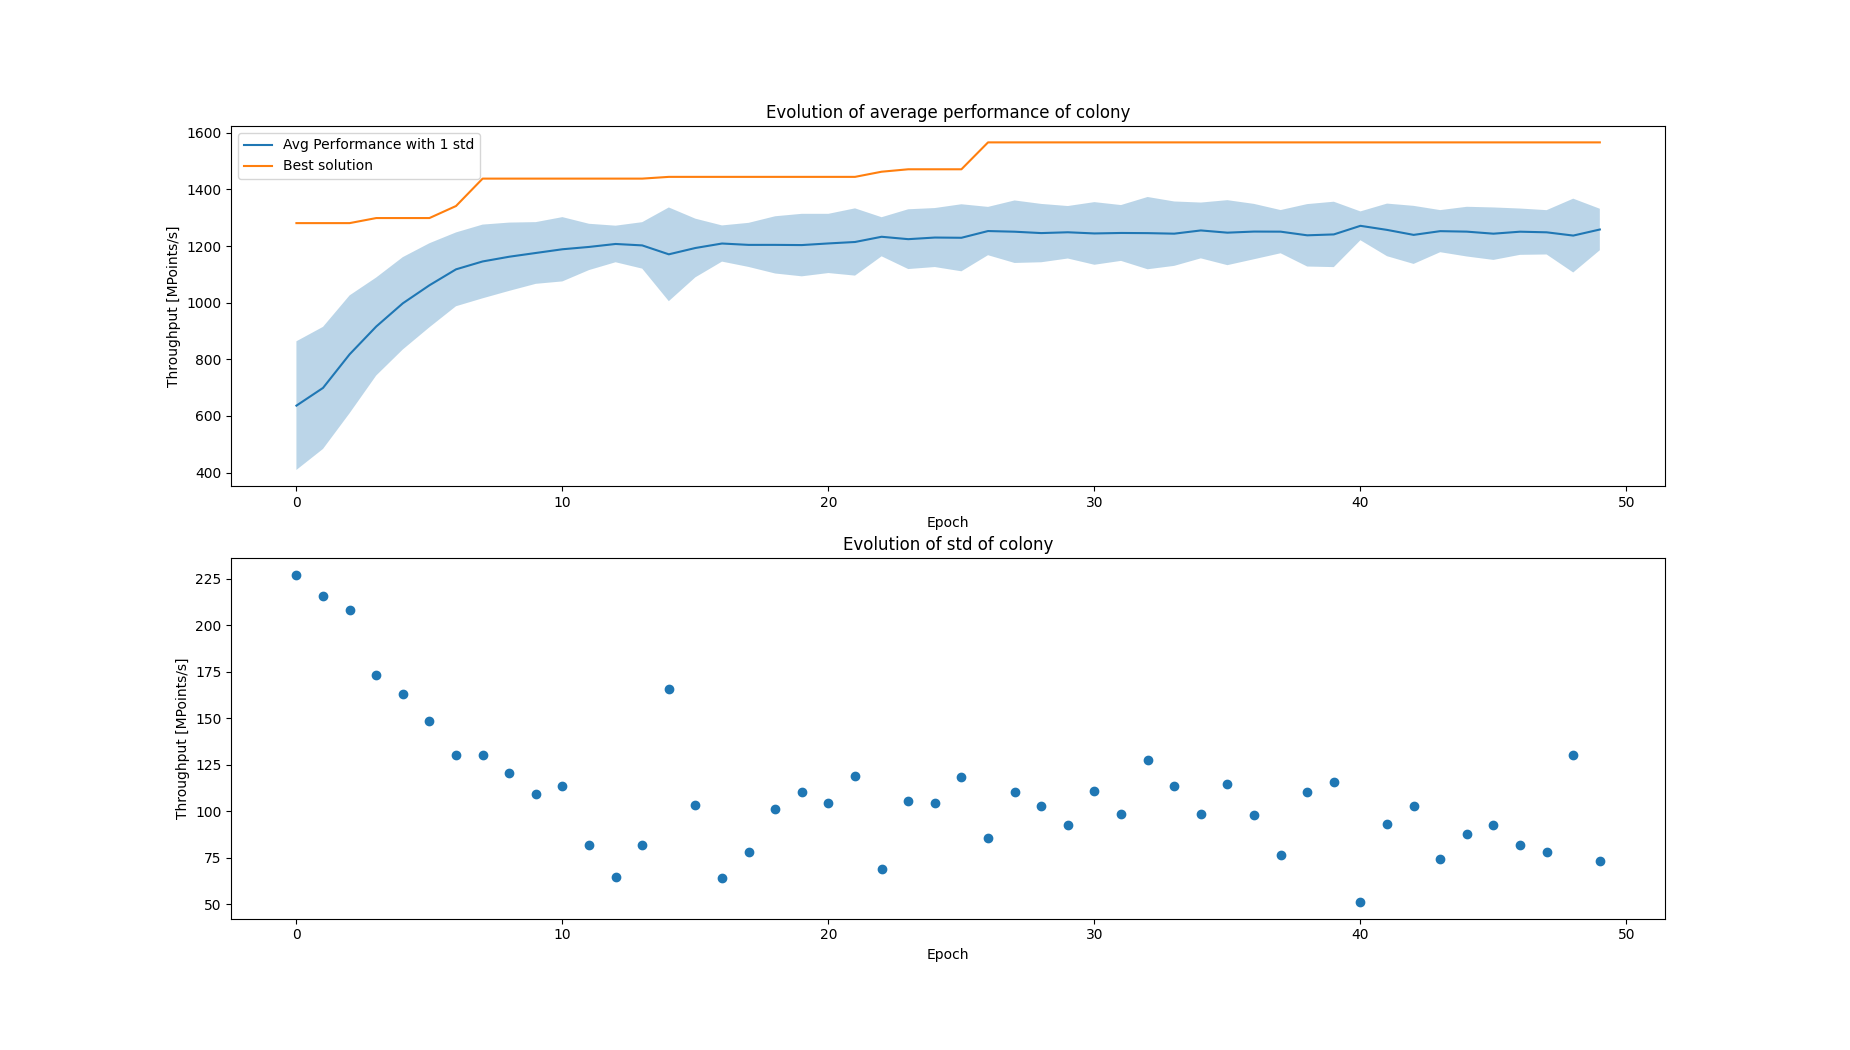 Evolution of average performance of colony
Avg Performance with 1 std
Best solution
1600
1400
1200
1000
800
600
400
Throughput [MPoints/s]
0 10 20 30 40 50
Epoch
Evolution of std of colony
225
200
175
150
125
100
75
50
Throughput [MPoints/s]
0 10 20 30 40 50
Epoch